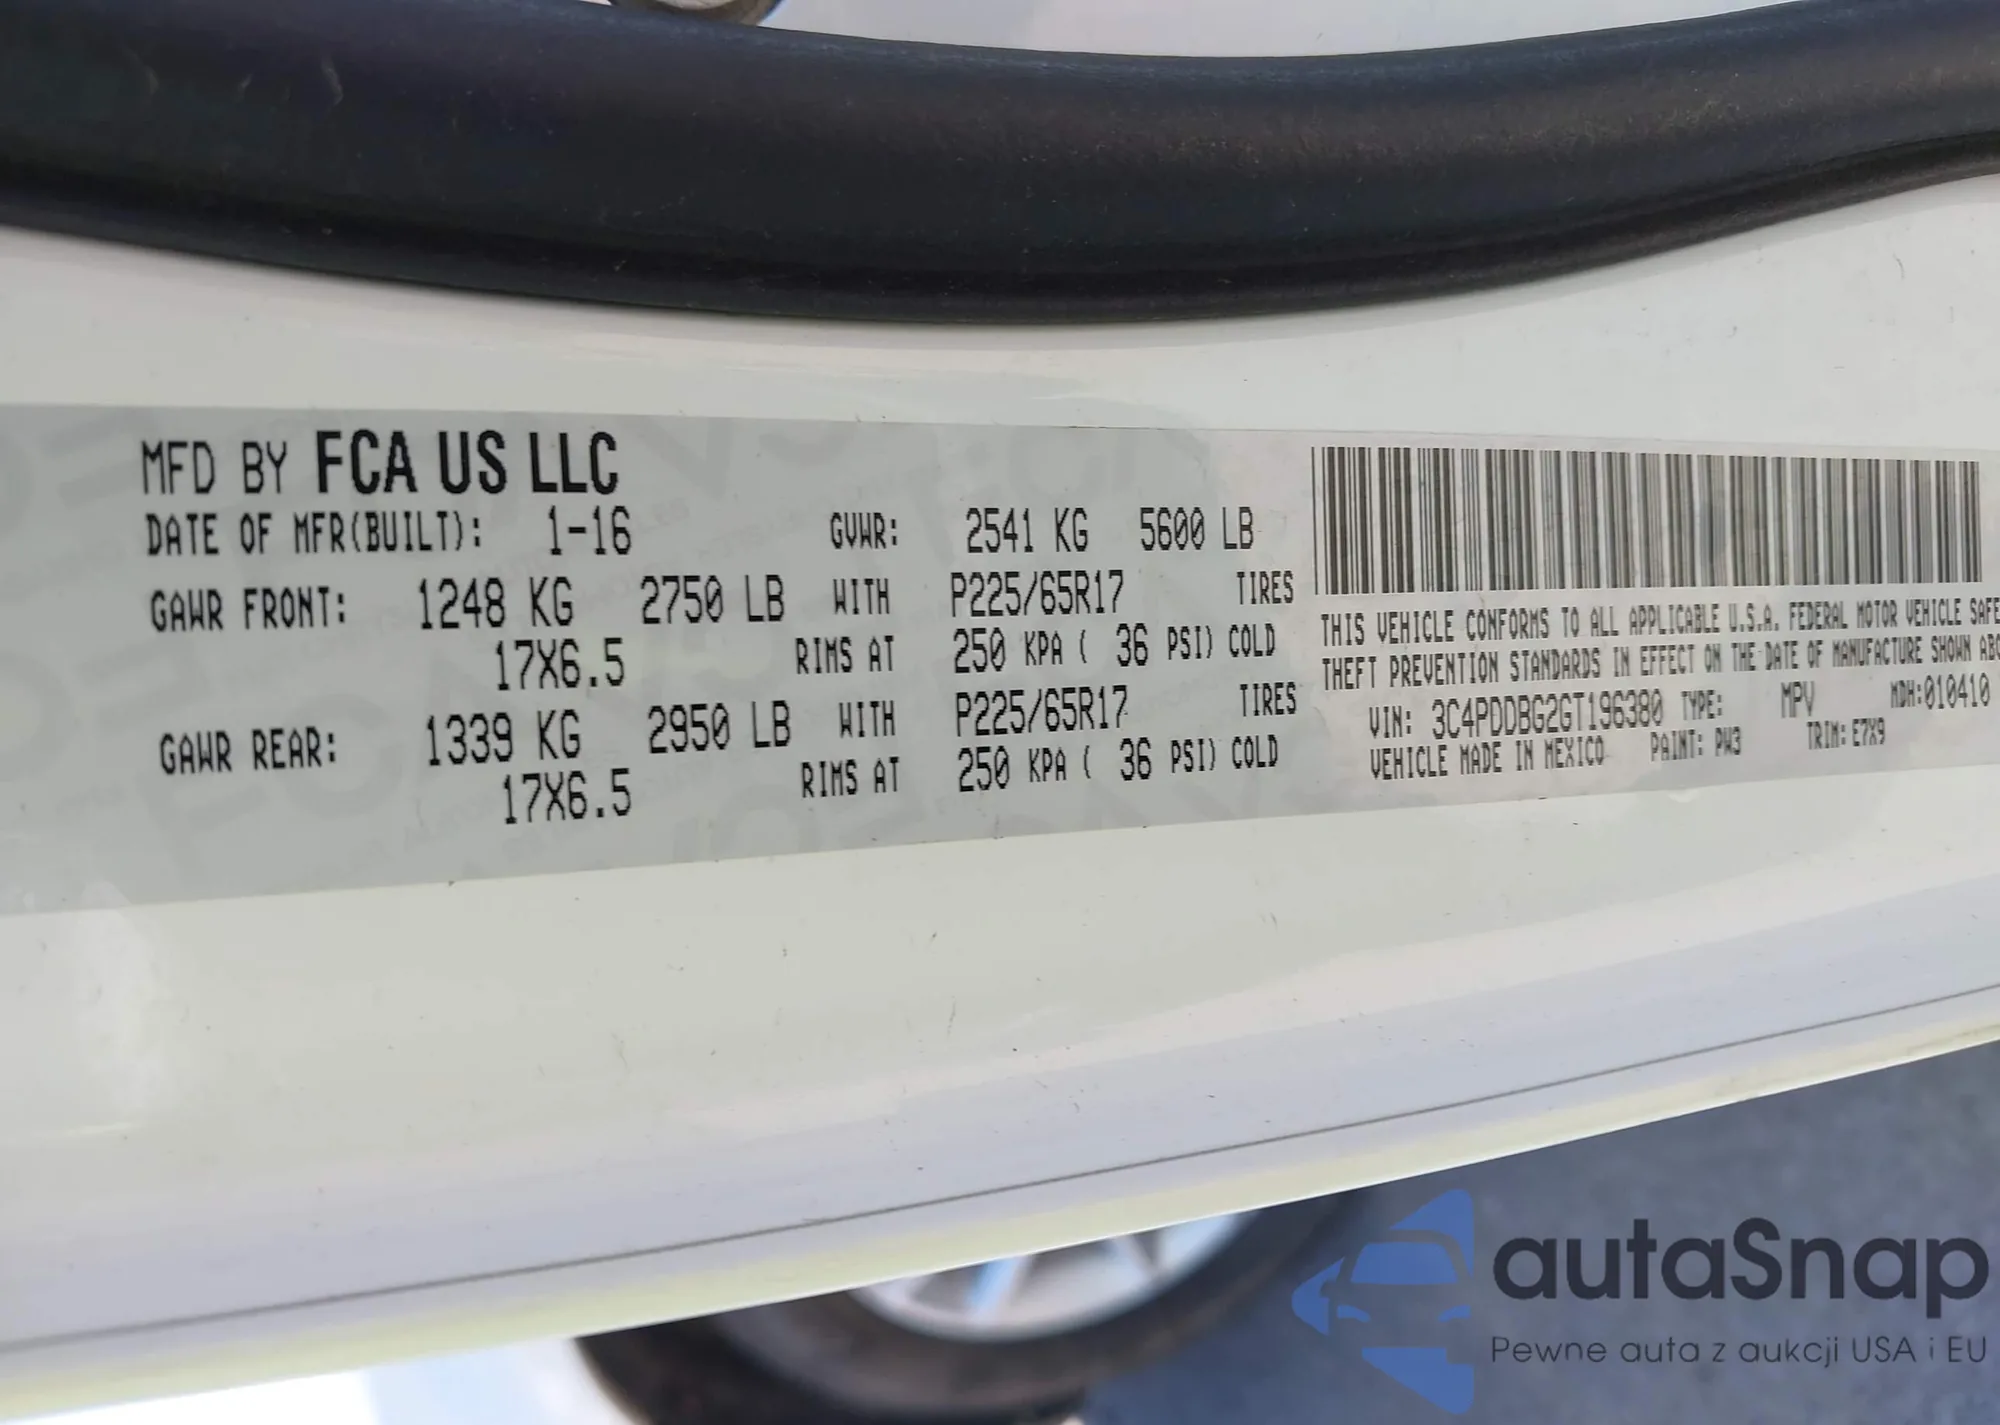 MFD BY FCA US LLC
DATE OF MFR(BUILT): 1-16 GVWR: 2541 KG 5600 LB
GAWR FRONT: 1248 KG 2750 LB WITH P225/65R17 TIRES
17X6.5 RIMS AT 250 KPA ( 36 PSI) COLD
GAWR REAR: 1339 KG 2950 LB WITH P225/65R17 TIRES
17X6.5 RIMS AT 250 KPA ( 36 PSI) COLD
THIS VEHICLE CONFORMS TO ALL APPLICABLE U.S.A. FEDERAL MOTOR VEHICLE SAFE
THEFT PREVENTION STANDARDS IN EFFECT ON THE DATE OF MANUFACTURE SHOWN ABO
VIN: 3C4PDDBG2GT196380 TYPE: MPV MDH:010410
VEHICLE MADE IN MEXICO PAINT: PW3 TRIM: E7X9
autaSnap
Pewne auta z aukcji USA i EU